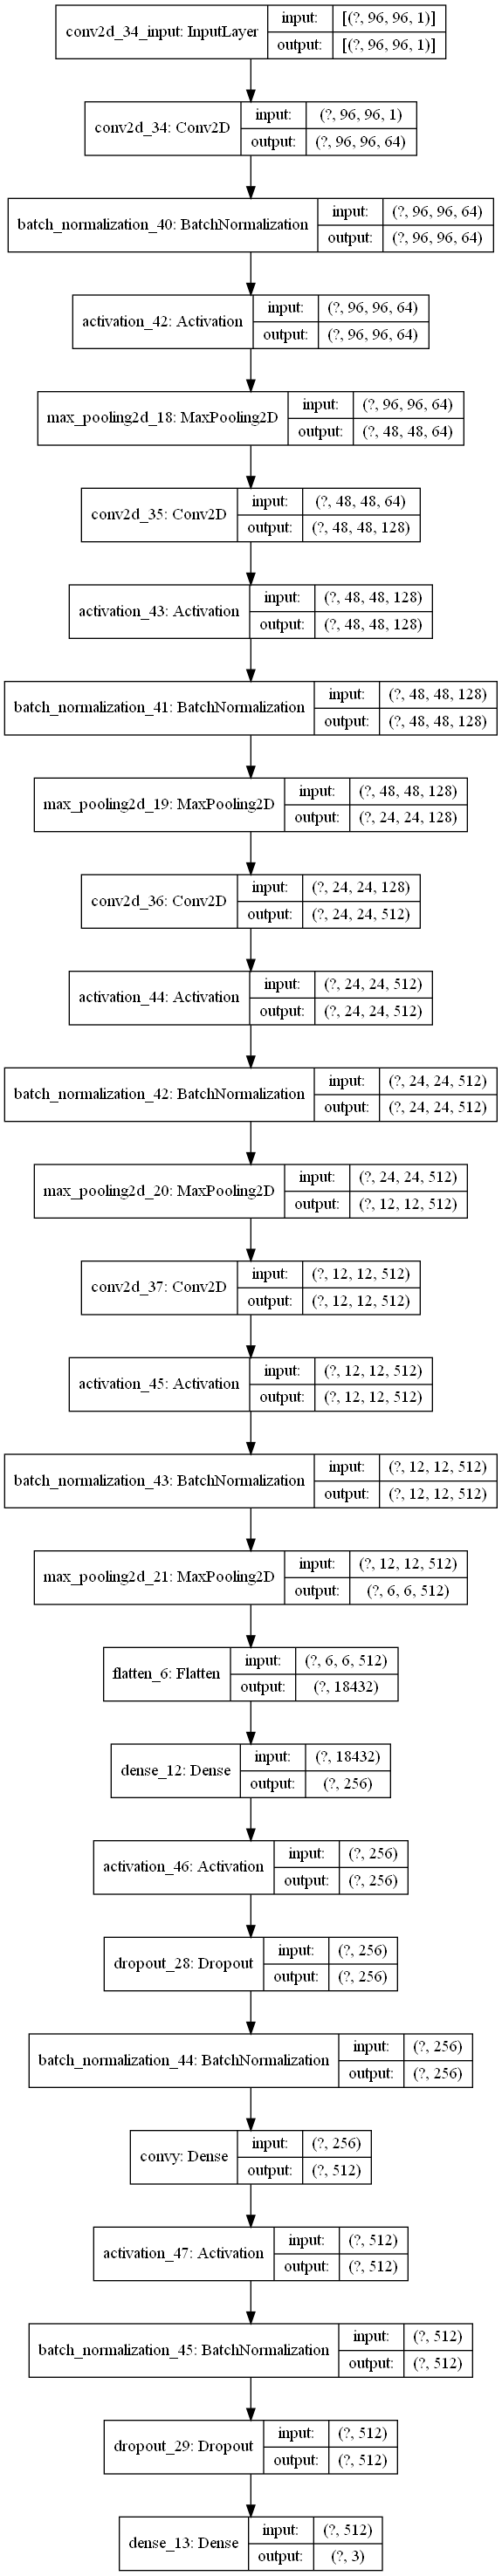 conv2d_34_input: InputLayer input: [(?, 96, 96, 1)]
output: [(?, 96, 96, 1)]
conv2d_34: Conv2D input: (?, 96, 96, 1)
output: (?, 96, 96, 64)
batch_normalization_40: BatchNormalization input: (?, 96, 96, 64)
output: (?, 96, 96, 64)
activation_42: Activation input: (?, 96, 96, 64)
output: (?, 96, 96, 64)
max_pooling2d_18: MaxPooling2D input: (?, 96, 96, 64)
output: (?, 48, 48, 64)
conv2d_35: Conv2D input: (?, 48, 48, 64)
output: (?, 48, 48, 128)
activation_43: Activation input: (?, 48, 48, 128)
output: (?, 48, 48, 128)
batch_normalization_41: BatchNormalization input: (?, 48, 48, 128)
output: (?, 48, 48, 128)
max_pooling2d_19: MaxPooling2D input: (?, 48, 48, 128)
output: (?, 24, 24, 128)
conv2d_36: Conv2D input: (?, 24, 24, 128)
output: (?, 24, 24, 512)
activation_44: Activation input: (?, 24, 24, 512)
output: (?, 24, 24, 512)
batch_normalization_42: BatchNormalization input: (?, 24, 24, 512)
output: (?, 24, 24, 512)
max_pooling2d_20: MaxPooling2D input: (?, 24, 24, 512)
output: (?, 12, 12, 512)
conv2d_37: Conv2D input: (?, 12, 12, 512)
output: (?, 12, 12, 512)
activation_45: Activation input: (?, 12, 12, 512)
output: (?, 12, 12, 512)
batch_normalization_43: BatchNormalization input: (?, 12, 12, 512)
output: (?, 12, 12, 512)
max_pooling2d_21: MaxPooling2D input: (?, 12, 12, 512)
output: (?, 6, 6, 512)
flatten_6: Flatten input: (?, 6, 6, 512)
output: (?, 18432)
dense_12: Dense input: (?, 18432)
output: (?, 256)
activation_46: Activation input: (?, 256)
output: (?, 256)
dropout_28: Dropout input: (?, 256)
output: (?, 256)
batch_normalization_44: BatchNormalization input: (?, 256)
output: (?, 256)
convy: Dense input: (?, 256)
output: (?, 512)
activation_47: Activation input: (?, 512)
output: (?, 512)
batch_normalization_45: BatchNormalization input: (?, 512)
output: (?, 512)
dropout_29: Dropout input: (?, 512)
output: (?, 512)
dense_13: Dense input: (?, 512)
output: (?, 3)